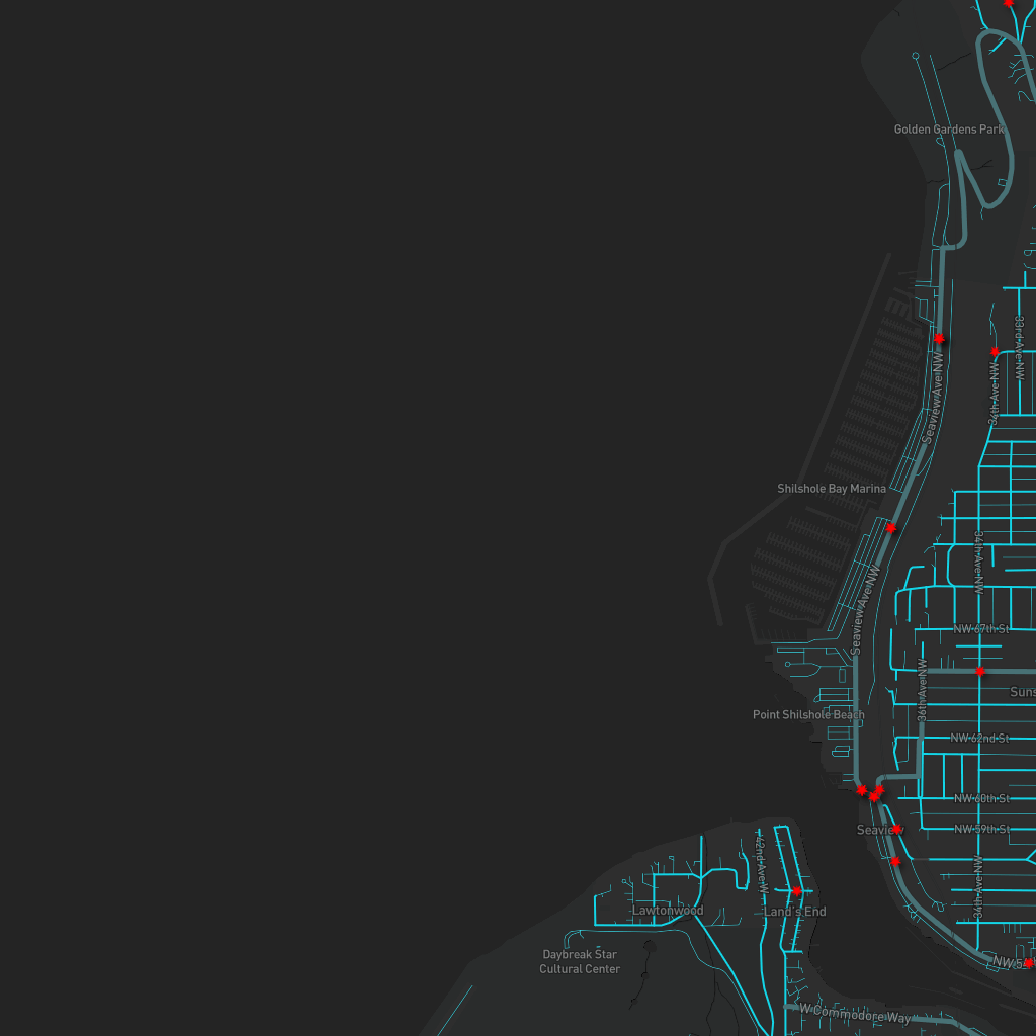 Golden Gardens Park
33rd Ave NW
34th Ave NW
Seaview Ave NW
Shilshole Bay Marina
34th Ave NW
Seaview Ave NW
NW 67th St
36th Ave NW
Suns
Point Shilshole Beach
NW 62nd St
NW 60th St
Seaview
NW 59th St
42nd Ave W
34th Ave NW
Lawtonwood
Land's End
Daybreak Star
Cultural Center
NW 54
W Commodore Way